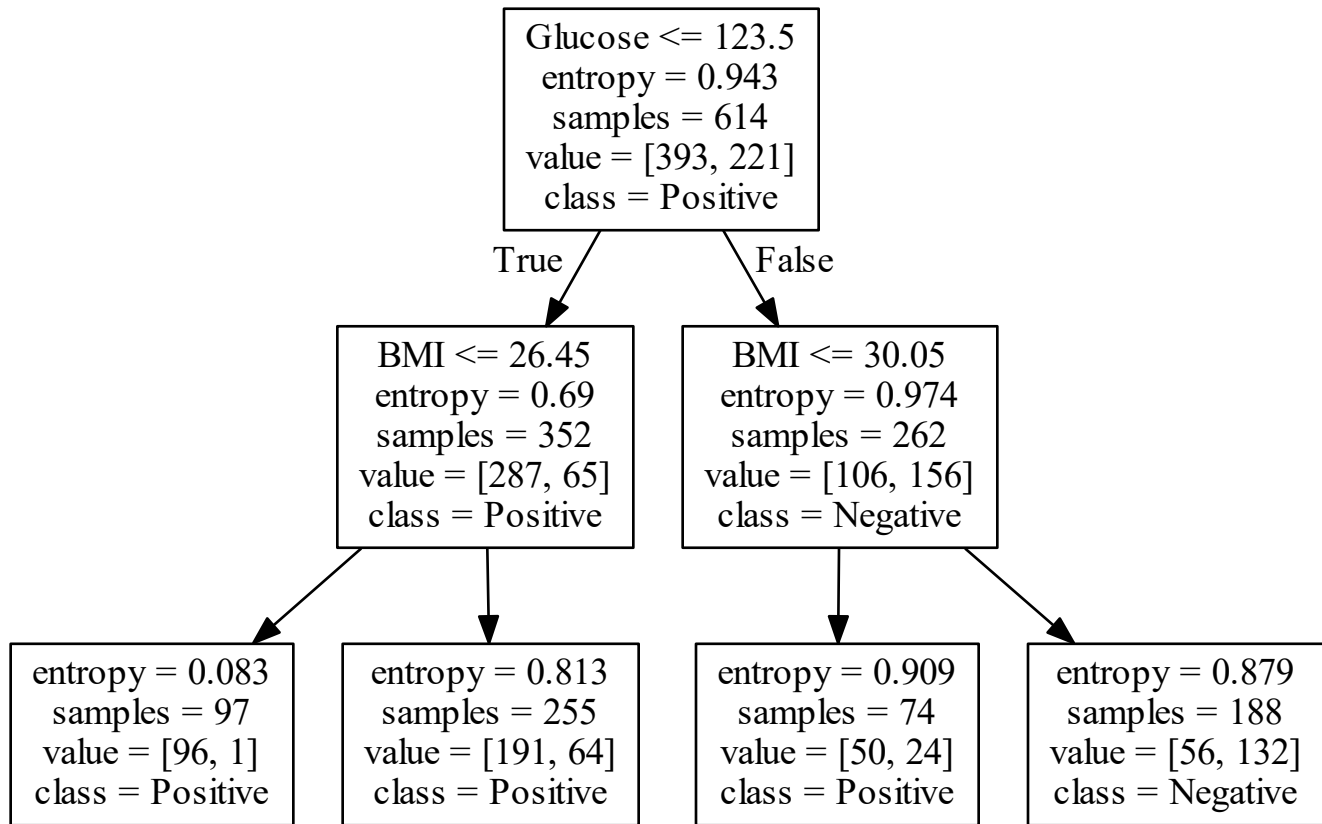 Glucose <= 123.5
entropy = 0.943
samples = 614
value = [393, 221]
class = Positive
True
False
BMI <= 26.45
entropy = 0.69
samples = 352
value = [287, 65]
class = Positive
BMI <= 30.05
entropy = 0.974
samples = 262
value = [106, 156]
class = Negative
entropy = 0.083
samples = 97
value = [96, 1]
class = Positive
entropy = 0.813
samples = 255
value = [191, 64]
class = Positive
entropy = 0.909
samples = 74
value = [50, 24]
class = Positive
entropy = 0.879
samples = 188
value = [56, 132]
class = Negative